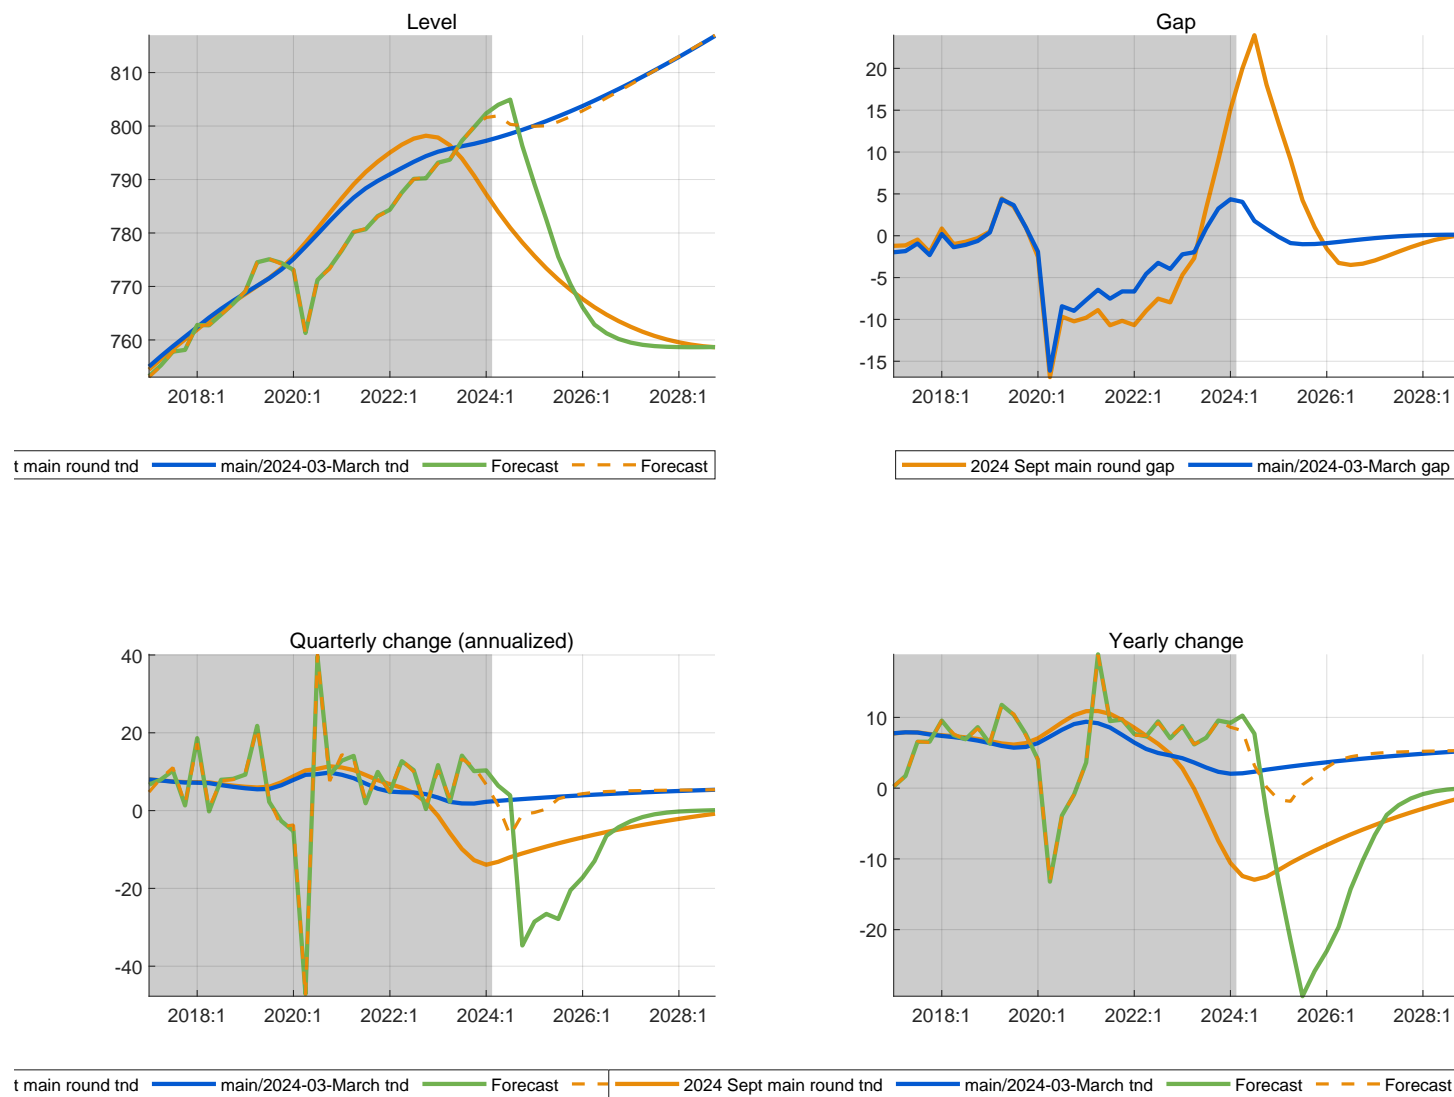 Level
810
800
790
780
770
760
2018:1 2020:1 2022:1 2024:1 2026:1 2028:1
t main round tnd main/2024-03-March tnd Forecast Forecast
Gap
20
15
10
5
0
-5
-10
-15
2018:1 2020:1 2022:1 2024:1 2026:1 2028:1
2024 Sept main round gap main/2024-03-March gap
Quarterly change (annualized)
40
20
0
-20
-40
2018:1 2020:1 2022:1 2024:1 2026:1 2028:1
t main round tnd main/2024-03-March tnd Forecast
Yearly change
10
0
-10
-20
2018:1 2020:1 2022:1 2024:1 2026:1 2028:1
2024 Sept main round tnd main/2024-03-March tnd Forecast Forecast